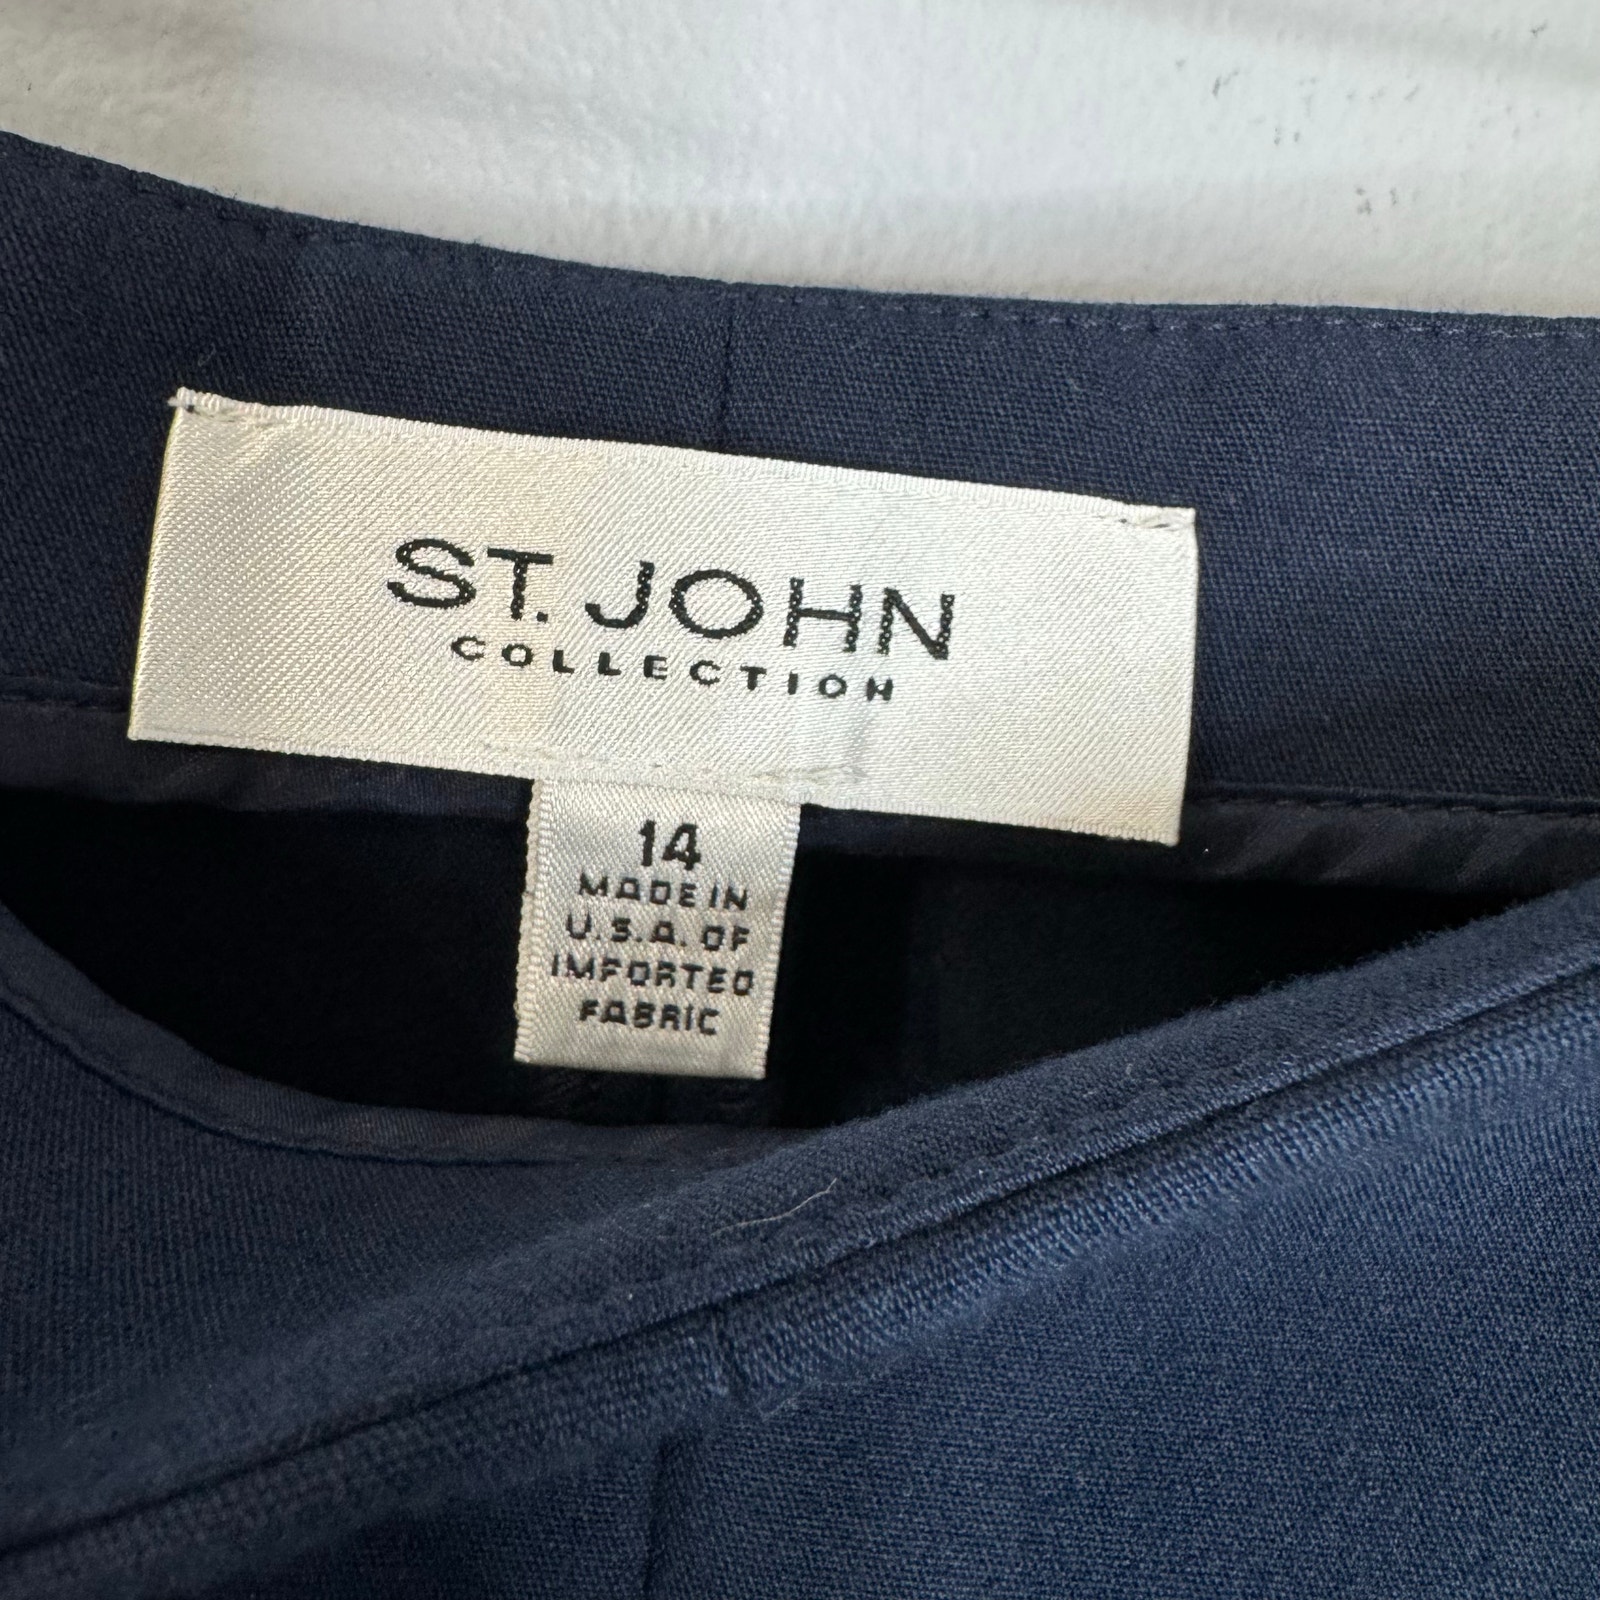 ST. JOHN
COLLECTION
14
MADE IN
U.S.A. OF
IMPORTED
FABRIC